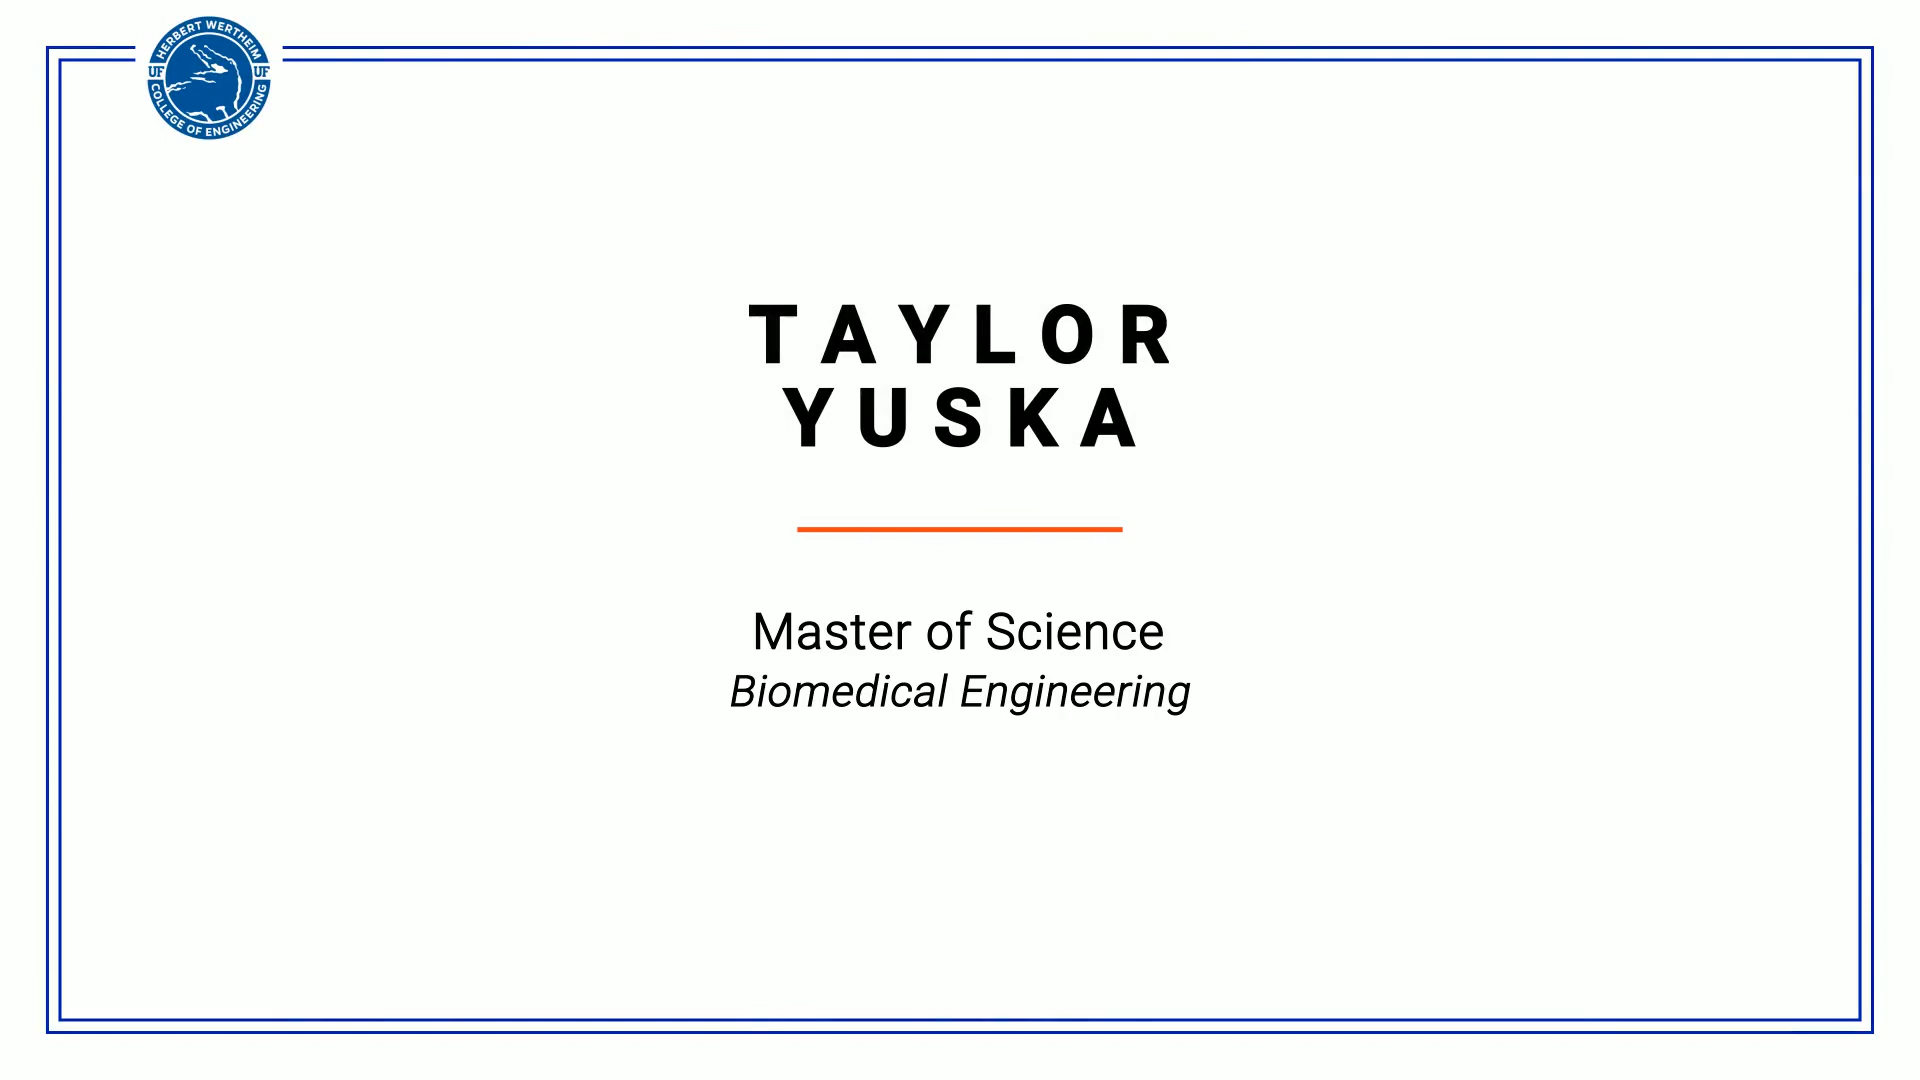 HERBERT WERTHEIM
UF UF
COLLEGE OF ENGINEERING
TAYLOR
YUSKA
Master of Science
Biomedical Engineering